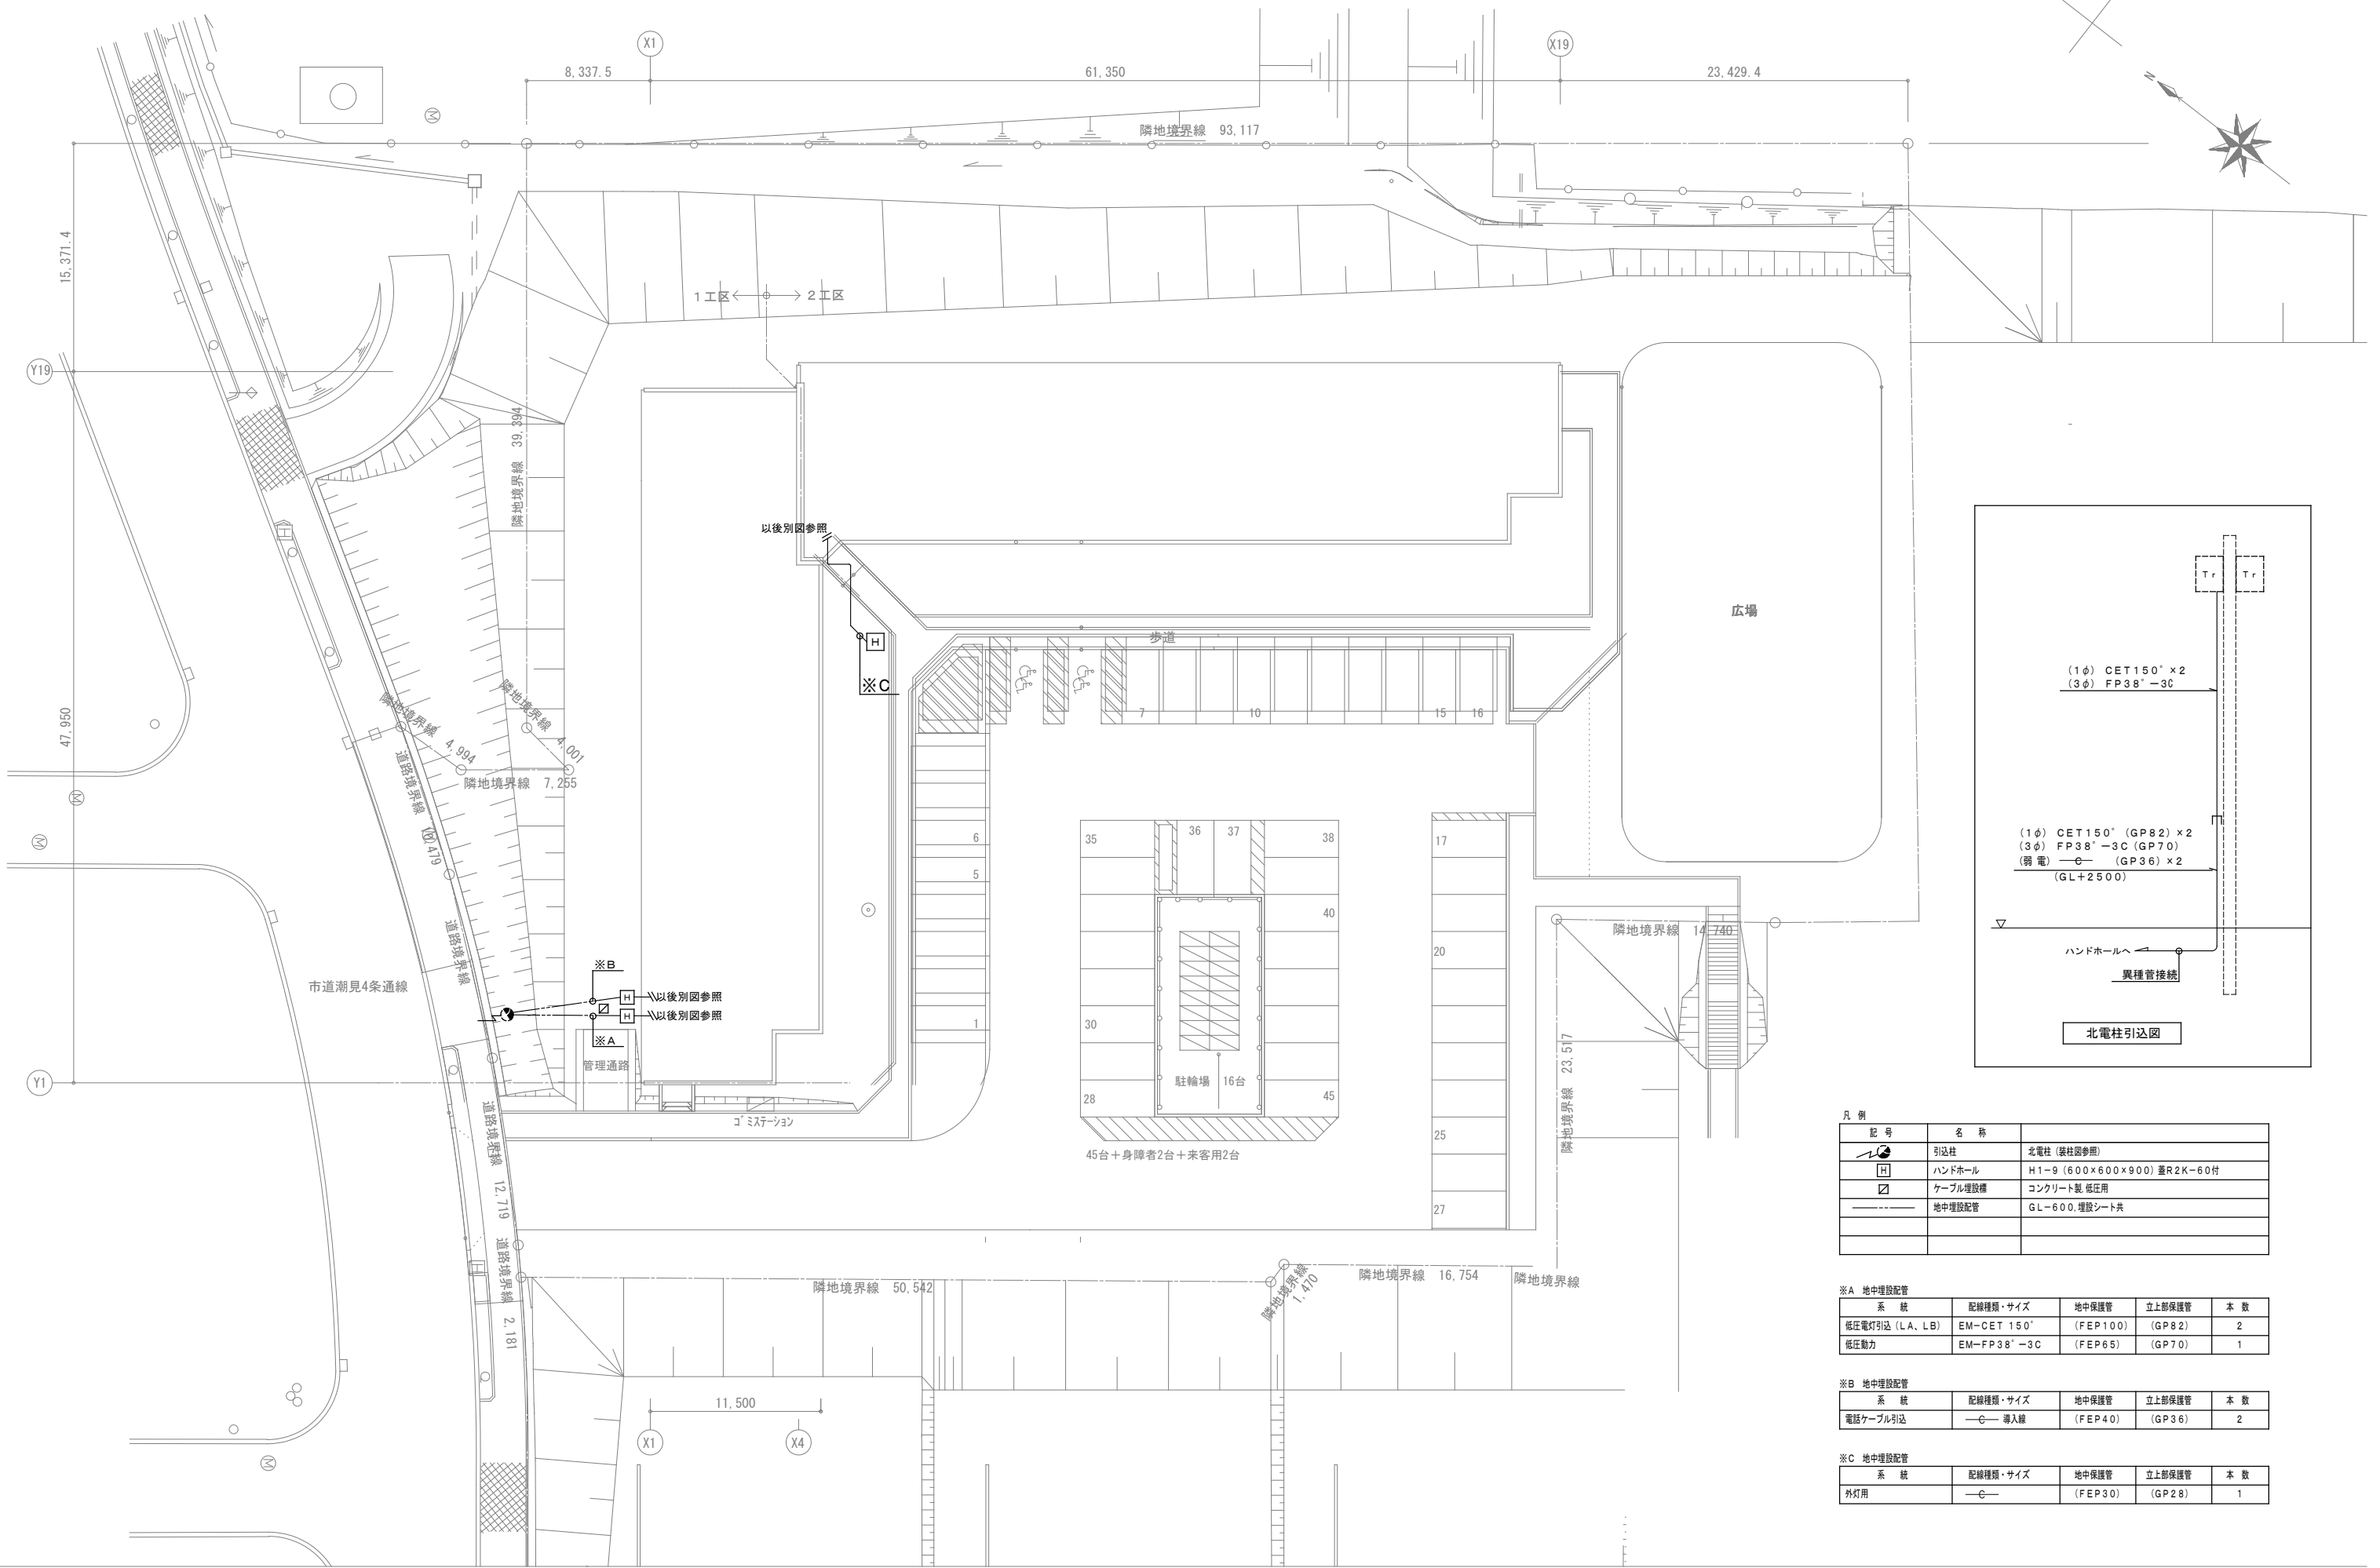 X1
X19
8,337.5
61,350
23,429.4
M
N
隣地境界線 93,117
15,371.4
1工区
2工区
Y19
隣地境界線 39,394
H
以後別図参照
H
※C
歩道
広場
7
10
15
16
隣地境界線 4,994
隣地境界線 4,001
隣地境界線 7,255
47,950
M
M
道路境界線
道路境界線
市道潮見4条通線
6
5
1
35
36
37
38
40
30
28
45
17
20
25
27
駐輪場 16台
45台+身障者2台+来客用2台
隣地境界線 14,740
隣地境界線 23,517
※B
H
以後別図参照
H
以後別図参照
※A
管理通路
Y1
ゴミステーション
道路境界線 12,719
H
道路境界線 2,181
隣地境界線 50,542
隣地境界線 1,470
隣地境界線 16,754
隣地境界線
11,500
X1
X4
M
Tr
Tr
(1φ) CET150°×2
(3φ) FP38°-3C
(1φ) CET150°(GP82)×2
(3φ) FP38°-3C(GP70)
(弱電) C (GP36)×2
(GL+2500)
ハンドホールへ
異種管接続
北電柱引込図
凡 例
記 号 名 称
引込柱 北電柱(装柱図参照)
H ハンドホール H1-9(600×600×900)蓋R2K-60付
ケーブル埋設標 コンクリート製,低圧用
地中埋設配管 GL-600,埋設シート共
※A 地中埋設配管
系 統 配線種類・サイズ 地中保護管 立上部保護管 本 数
低圧電灯引込(LA、LB) EM-CET 150° (FEP100) (GP82) 2
低圧動力 EM-FP38°-3C (FEP65) (GP70) 1
※B 地中埋設配管
系 統 配線種類・サイズ 地中保護管 立上部保護管 本 数
電話ケーブル引込 C 導入線 (FEP40) (GP36) 2
※C 地中埋設配管
系 統 配線種類・サイズ 地中保護管 立上部保護管 本 数
外灯用 C (FEP30) (GP28) 1